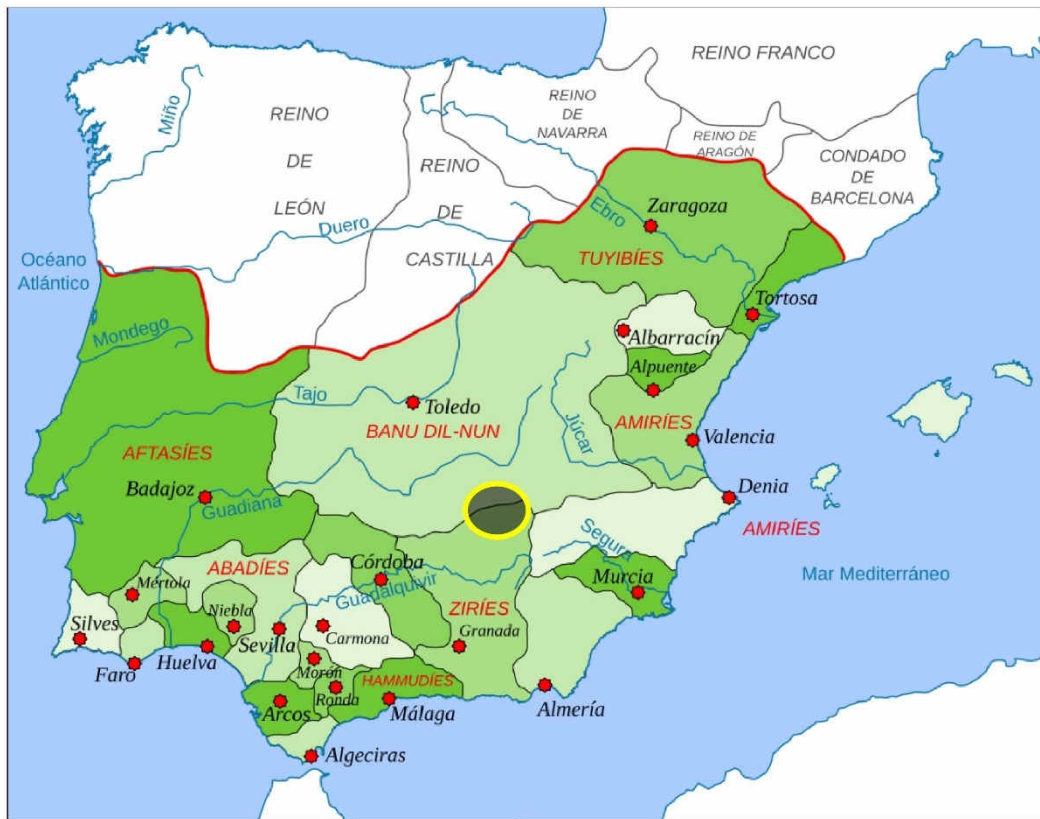 REINO FRANCO
REINO
DE
NAVARRA
REINO DE
ARAGÓN
CONDADO
DE
BARCELONA
REINO
DE
LEÓN
REINO
DE
CASTILLA
Miño
Duero
Ebro
Zaragoza
TUYIBÍES
Océano
Atlántico
Mondego
Tortosa
Albarracín
Alpuente
Tajo
Toledo
BANU DIL-NUN
Júcar
AMIRÍES
Valencia
AFTASÍES
Badajoz
Guadiana
Denia
AMIRÍES
Segura
Mar Mediterráneo
Murcia
Córdoba
Guadalquivir
ABADÍES
Mértola
Niebla
Silves
Faro
Huelva
Sevilla
Carmona
ZIRÍES
Granada
Morón
Ronda
HAMMUDÍES
Arcos
Málaga
Almería
Algeciras